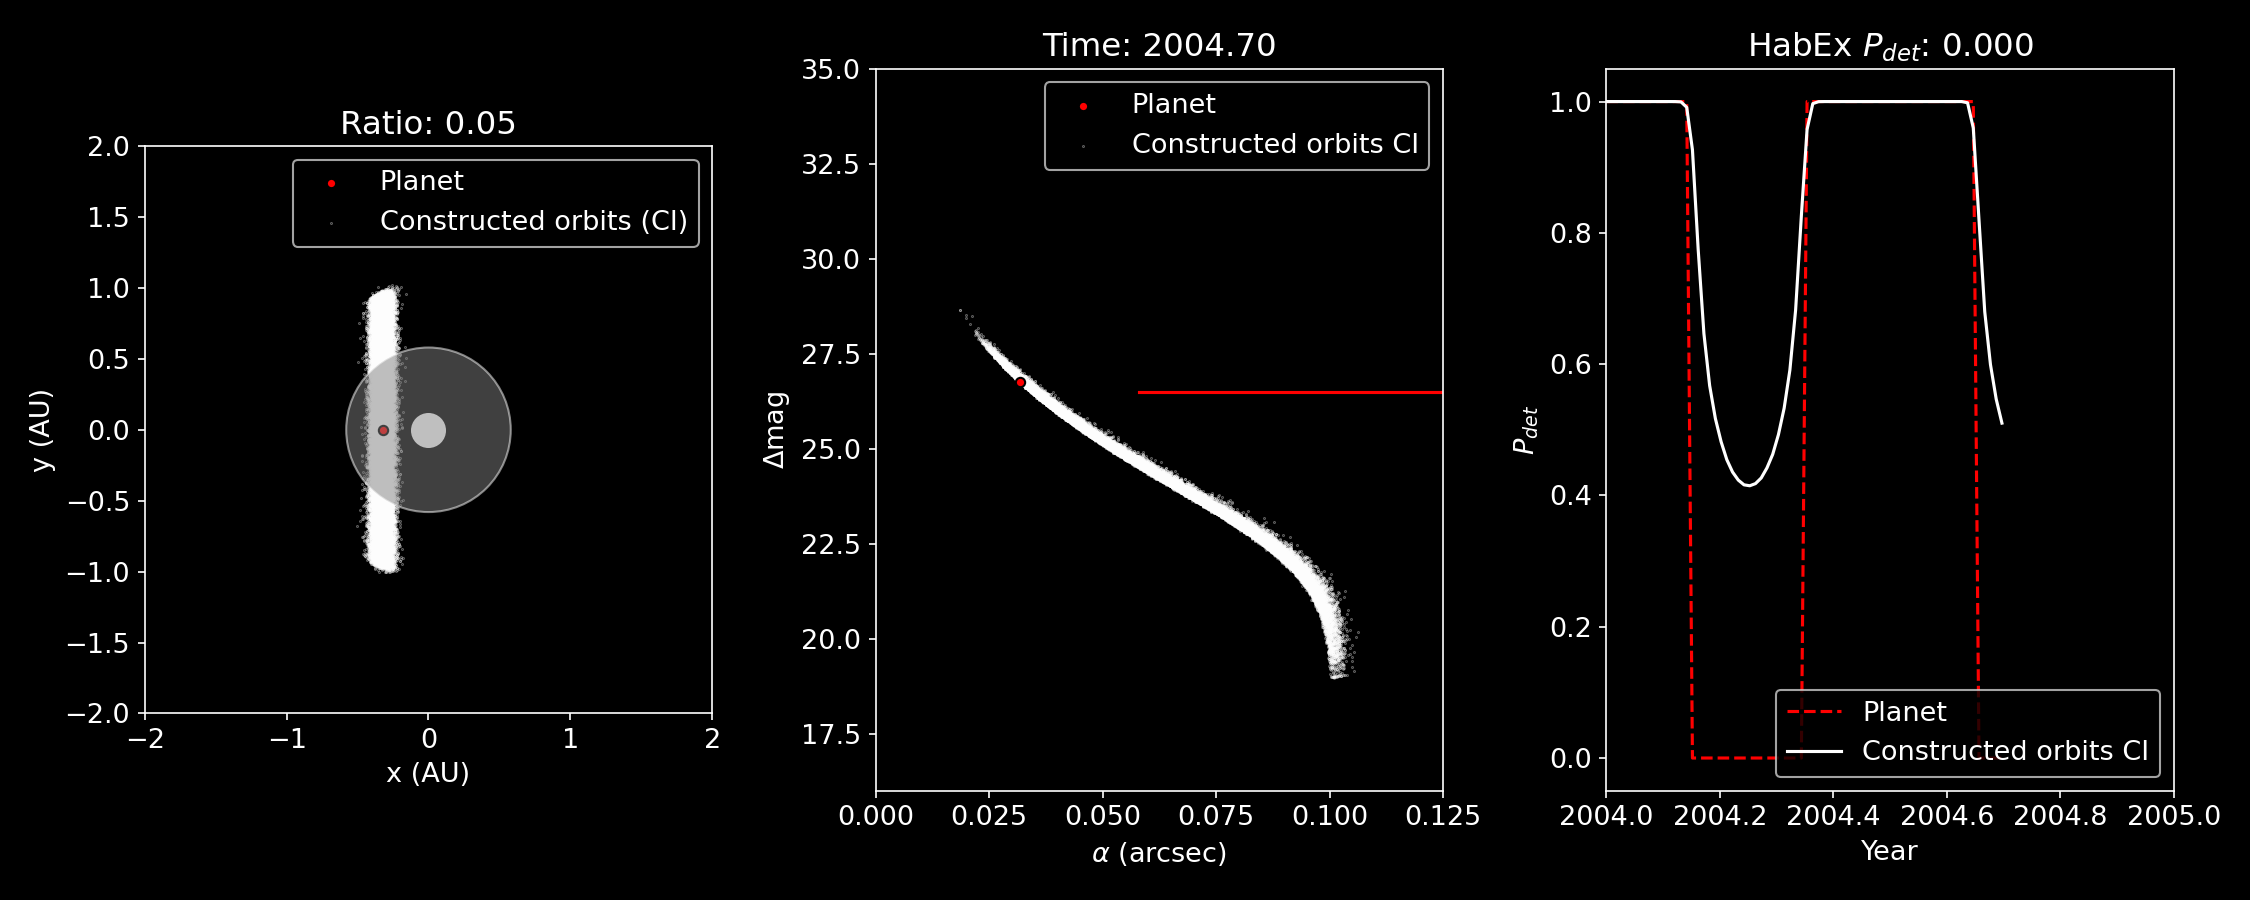 Ratio: 0.05
Planet
Constructed orbits (CI)
2.0
1.5
1.0
0.5
0.0
−0.5
−1.0
−1.5
−2.0
−2 −1 0 1 2
x (AU)
y (AU)
Time: 2004.70
Planet
Constructed orbits CI
35.0
32.5
30.0
27.5
25.0
22.5
20.0
17.5
0.000 0.025 0.050 0.075 0.100 0.125
α (arcsec)
Δmag
HabEx P_det: 0.000
1.0
0.8
0.6
0.4
0.2
0.0
Planet
Constructed orbits CI
2004.0 2004.2 2004.4 2004.6 2004.8 2005.0
Year
P_det